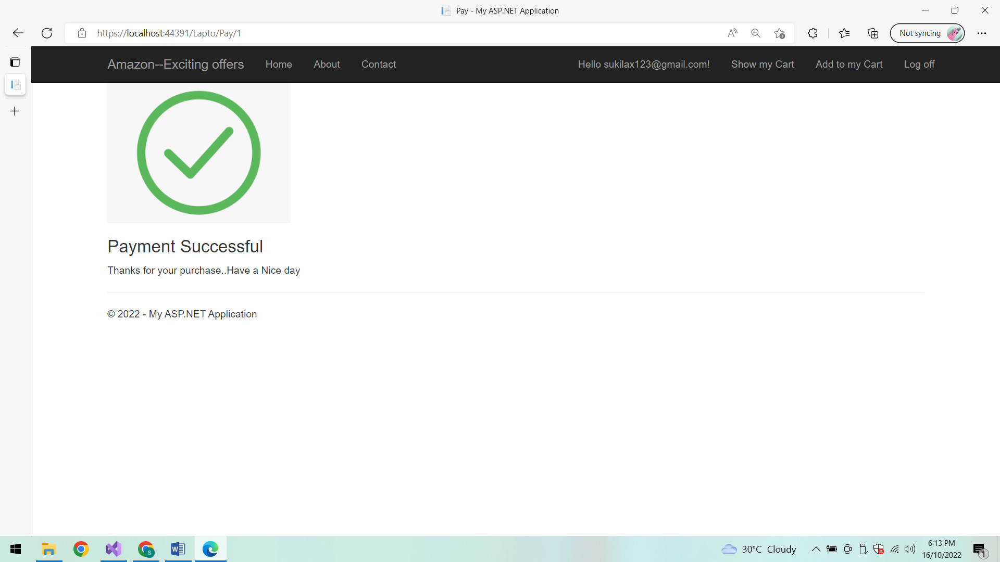 Pay - My ASP.NET Application
https://localhost:44391/Lapto/Pay/1
Not syncing
Amazon--Exciting offers Home About Contact Hello sukilax123@gmail.com! Show my Cart Add to my Cart Log off
Payment Successful
Thanks for your purchase..Have a Nice day
© 2022 - My ASP.NET Application
30°C Cloudy
6:13 PM
16/10/2022
1